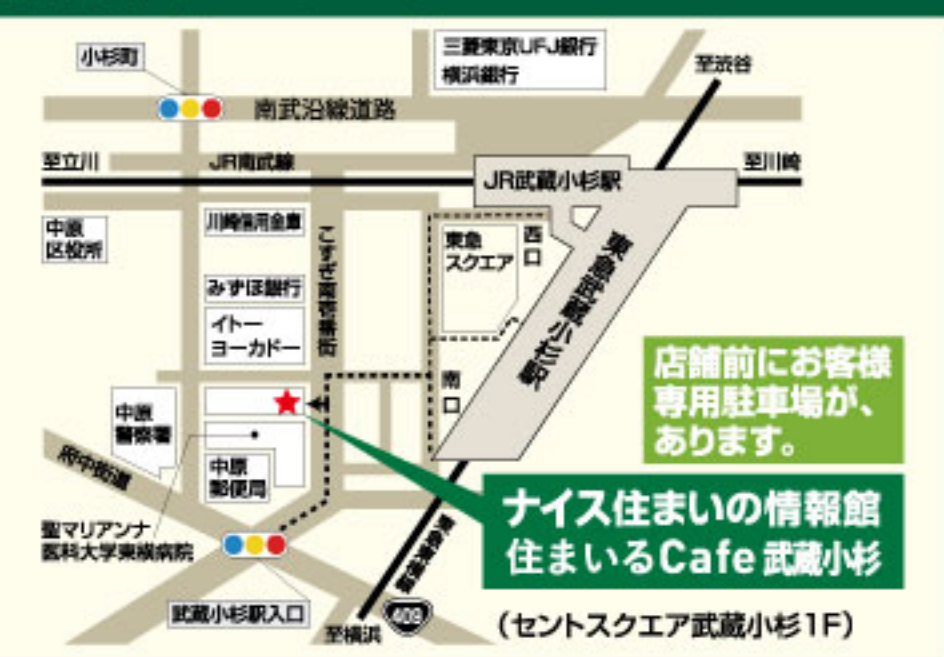 小杉町
三菱東京UFJ銀行
横浜銀行
至渋谷
南武沿線道路
至立川
JR南武線
JR武蔵小杉駅
至川崎
中原
区役所
川崎信用金庫
こすぎ南壱番街
東急
スクエア
西口
東急武蔵小杉駅
みずほ銀行
イトー
ヨーカドー
店舗前にお客様
専用駐車場が、
あります。
南口
中原
警察署
中原
郵便局
府中街道
聖マリアンナ
医科大学東横病院
ナイス住まいの情報館
住まいるCafe 武蔵小杉
東急東横線
武蔵小杉駅入口
至横浜
409
(セントスクエア武蔵小杉1F)